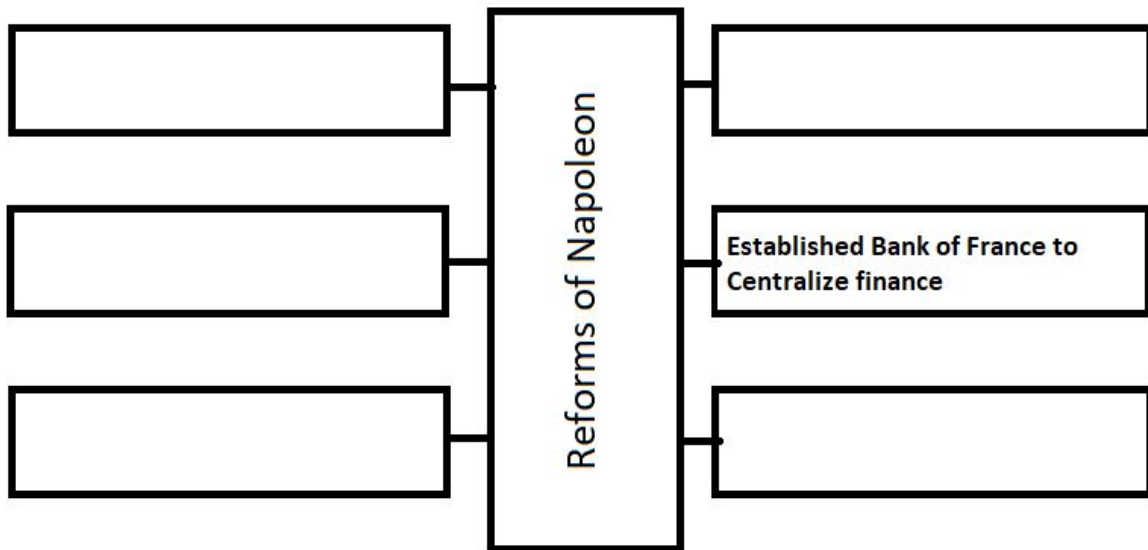 Reforms of Napoleon
Established Bank of France to
Centralize finance